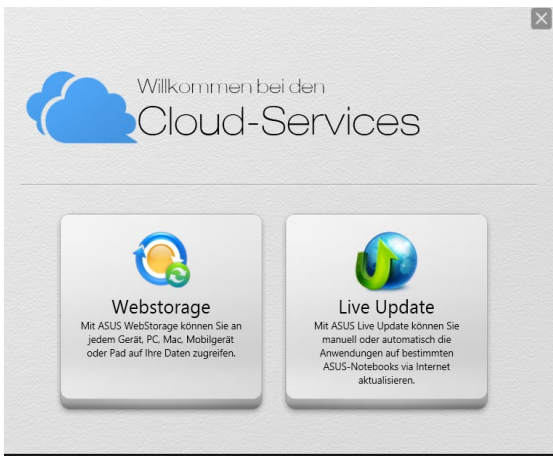 Willkommen bei den
Cloud-Services
Webstorage
Mit ASUS WebStorage können Sie an
jedem Gerät, PC, Mac, Mobilgerät
oder Pad auf Ihre Daten zugreifen.
Live Update
Mit ASUS Live Update können Sie
manuell oder automatisch die
Anwendungen auf bestimmten
ASUS-Notebooks via Internet
aktualisieren.